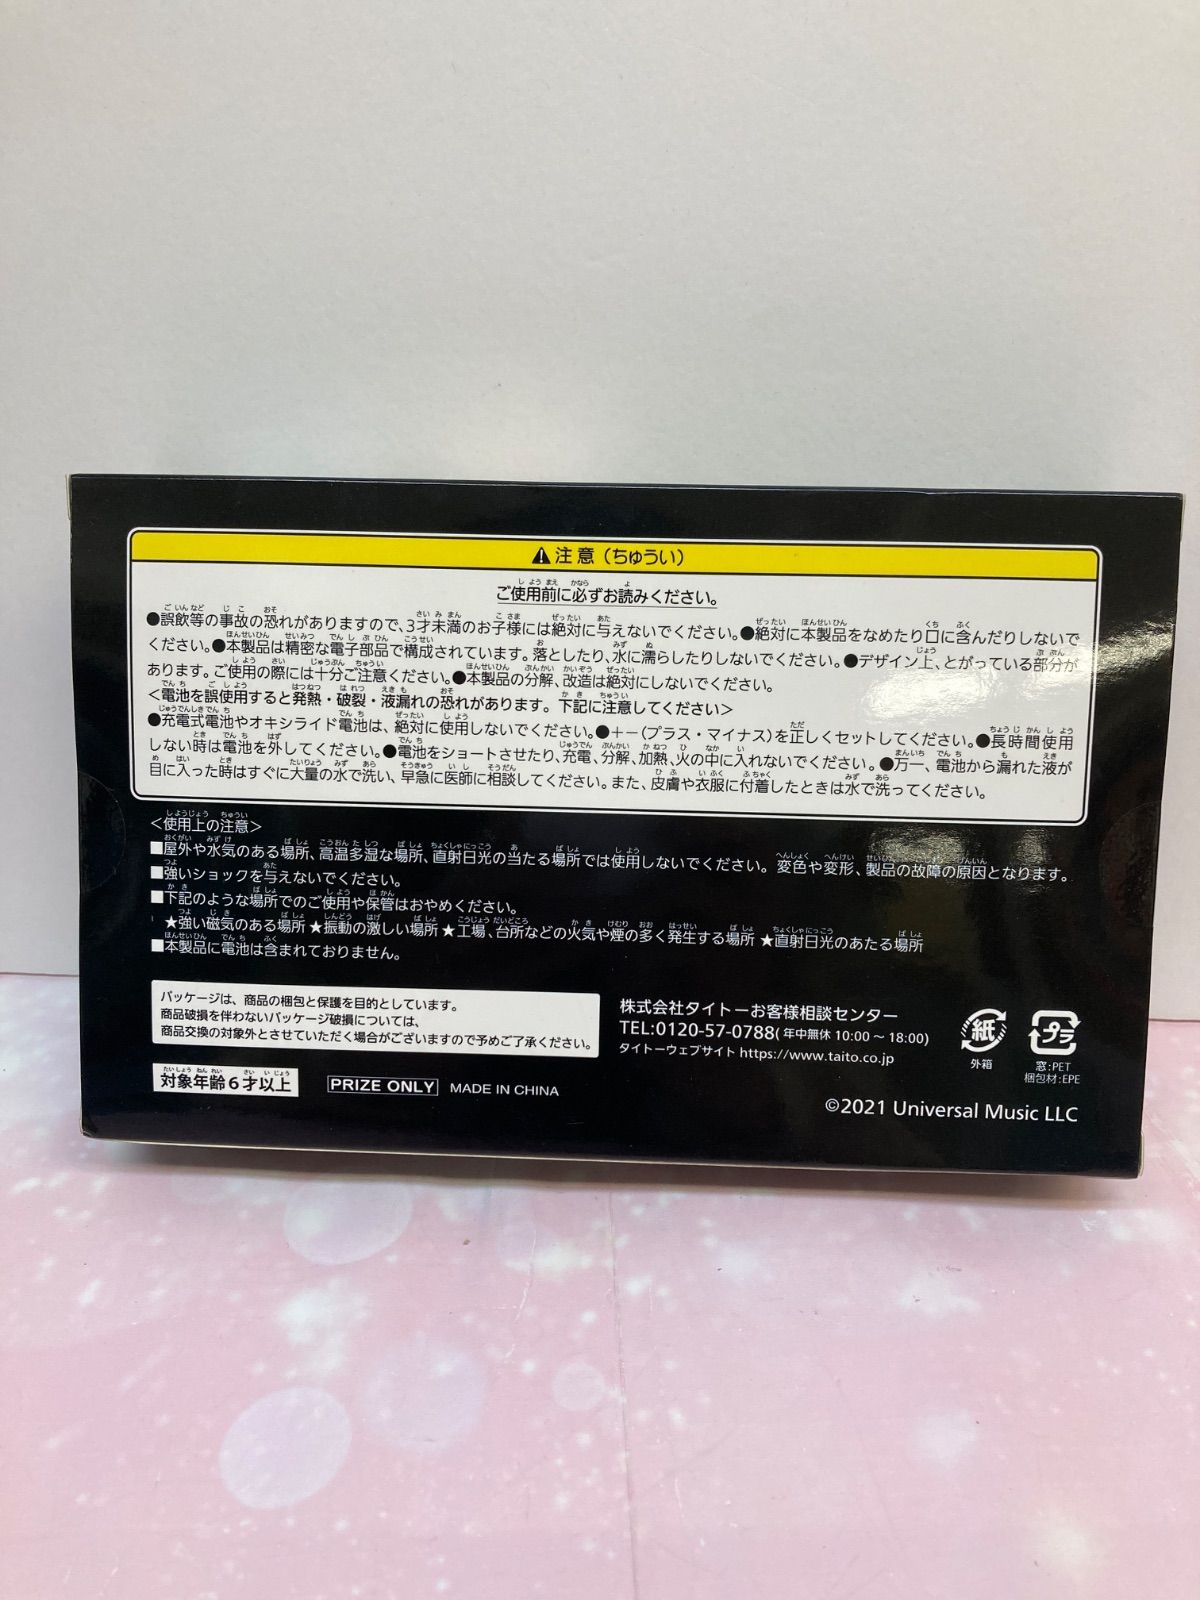 ⚠注意（ちゅうい）
ご使用前に必ずお読みください。
●誤飲等の事故の恐れがありますので、3才未満のお子様には絶対に与えないでください。●絶対に本製品をなめたり口に含んだりしないで
ください。●本製品は精密な電子部品で構成されています。落としたり、水に濡らしたりしないでください。●デザイン上、とがっている部分が
あります。ご使用の際には十分ご注意ください。●本製品の分解、改造は絶対にしないでください。
＜電池を誤使用すると発熱・破裂・液漏れの恐れがあります。下記に注意してください＞
●充電式電池やオキシライド電池は、絶対に使用しないでください。●＋−（プラス・マイナス）を正しくセットしてください。●長時間使用
しない時は電池を外してください。●電池をショートさせたり、充電、分解、加熱、火の中に入れないでください。●万一、電池から漏れた液が
目に入った時はすぐに大量の水で洗い、早急に医師に相談してください。また、皮膚や衣服に付着したときは水で洗ってください。
＜使用上の注意＞
■屋外や水気のある場所、高温多湿な場所、直射日光の当たる場所では使用しないでください。変色や変形、製品の故障の原因となります。
■強いショックを与えないでください。
■下記のような場所でのご使用や保管はおやめください。
★強い磁気のある場所 ★振動の激しい場所 ★工場、台所などの火気や煙の多く発生する場所 ★直射日光のあたる場所
■本製品に電池は含まれておりません。
パッケージは、商品の梱包と保護を目的としています。
商品破損を伴わないパッケージ破損については、
商品交換の対象外とさせていただく場合がございますので予めご了承ください。
株式会社タイトーお客様相談センター
TEL:0120-57-0788(年中無休 10:00～18:00)
タイトーウェブサイト https://www.taito.co.jp
紙
外箱
プラ
窓:PET
梱包材:EPE
対象年齢6才以上
PRIZE ONLY MADE IN CHINA
©2021 Universal Music LLC